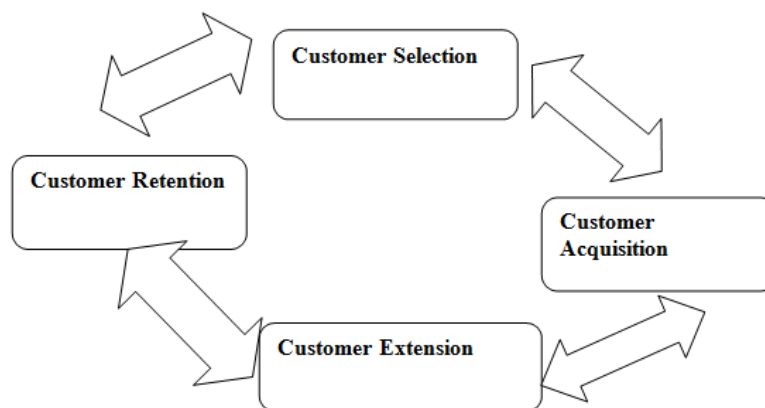 Customer Selection
Customer Retention
Customer
Acquisition
Customer Extension